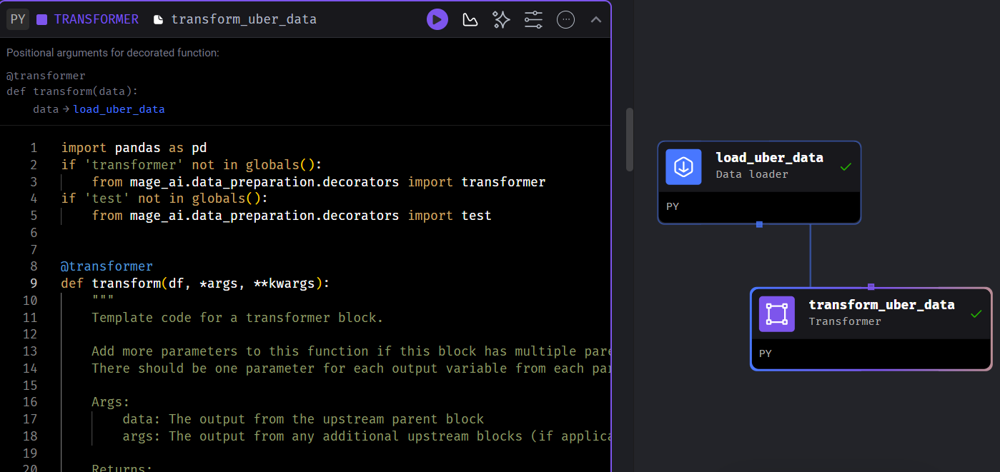 PY TRANSFORMER transform_uber_data
Positional arguments for decorated function:
@transformer
def transform(data):
data → load_uber_data
1 import pandas as pd
2 if 'transformer' not in globals():
3 from mage_ai.data_preparation.decorators import transformer
4 if 'test' not in globals():
5 from mage_ai.data_preparation.decorators import test
6
7
8 @transformer
9 def transform(df, *args, **kwargs):
10 """
11 Template code for a transformer block.
12
13 Add more parameters to this function if this block has multiple
14 There should be one parameter for each output variable from each
15
16 Args:
17 data: The output from the upstream parent block
18 args: The output from any additional upstream blocks (if
19
20 Returns:
load_uber_data
Data loader
PY
transform_uber_data
Transformer
PY